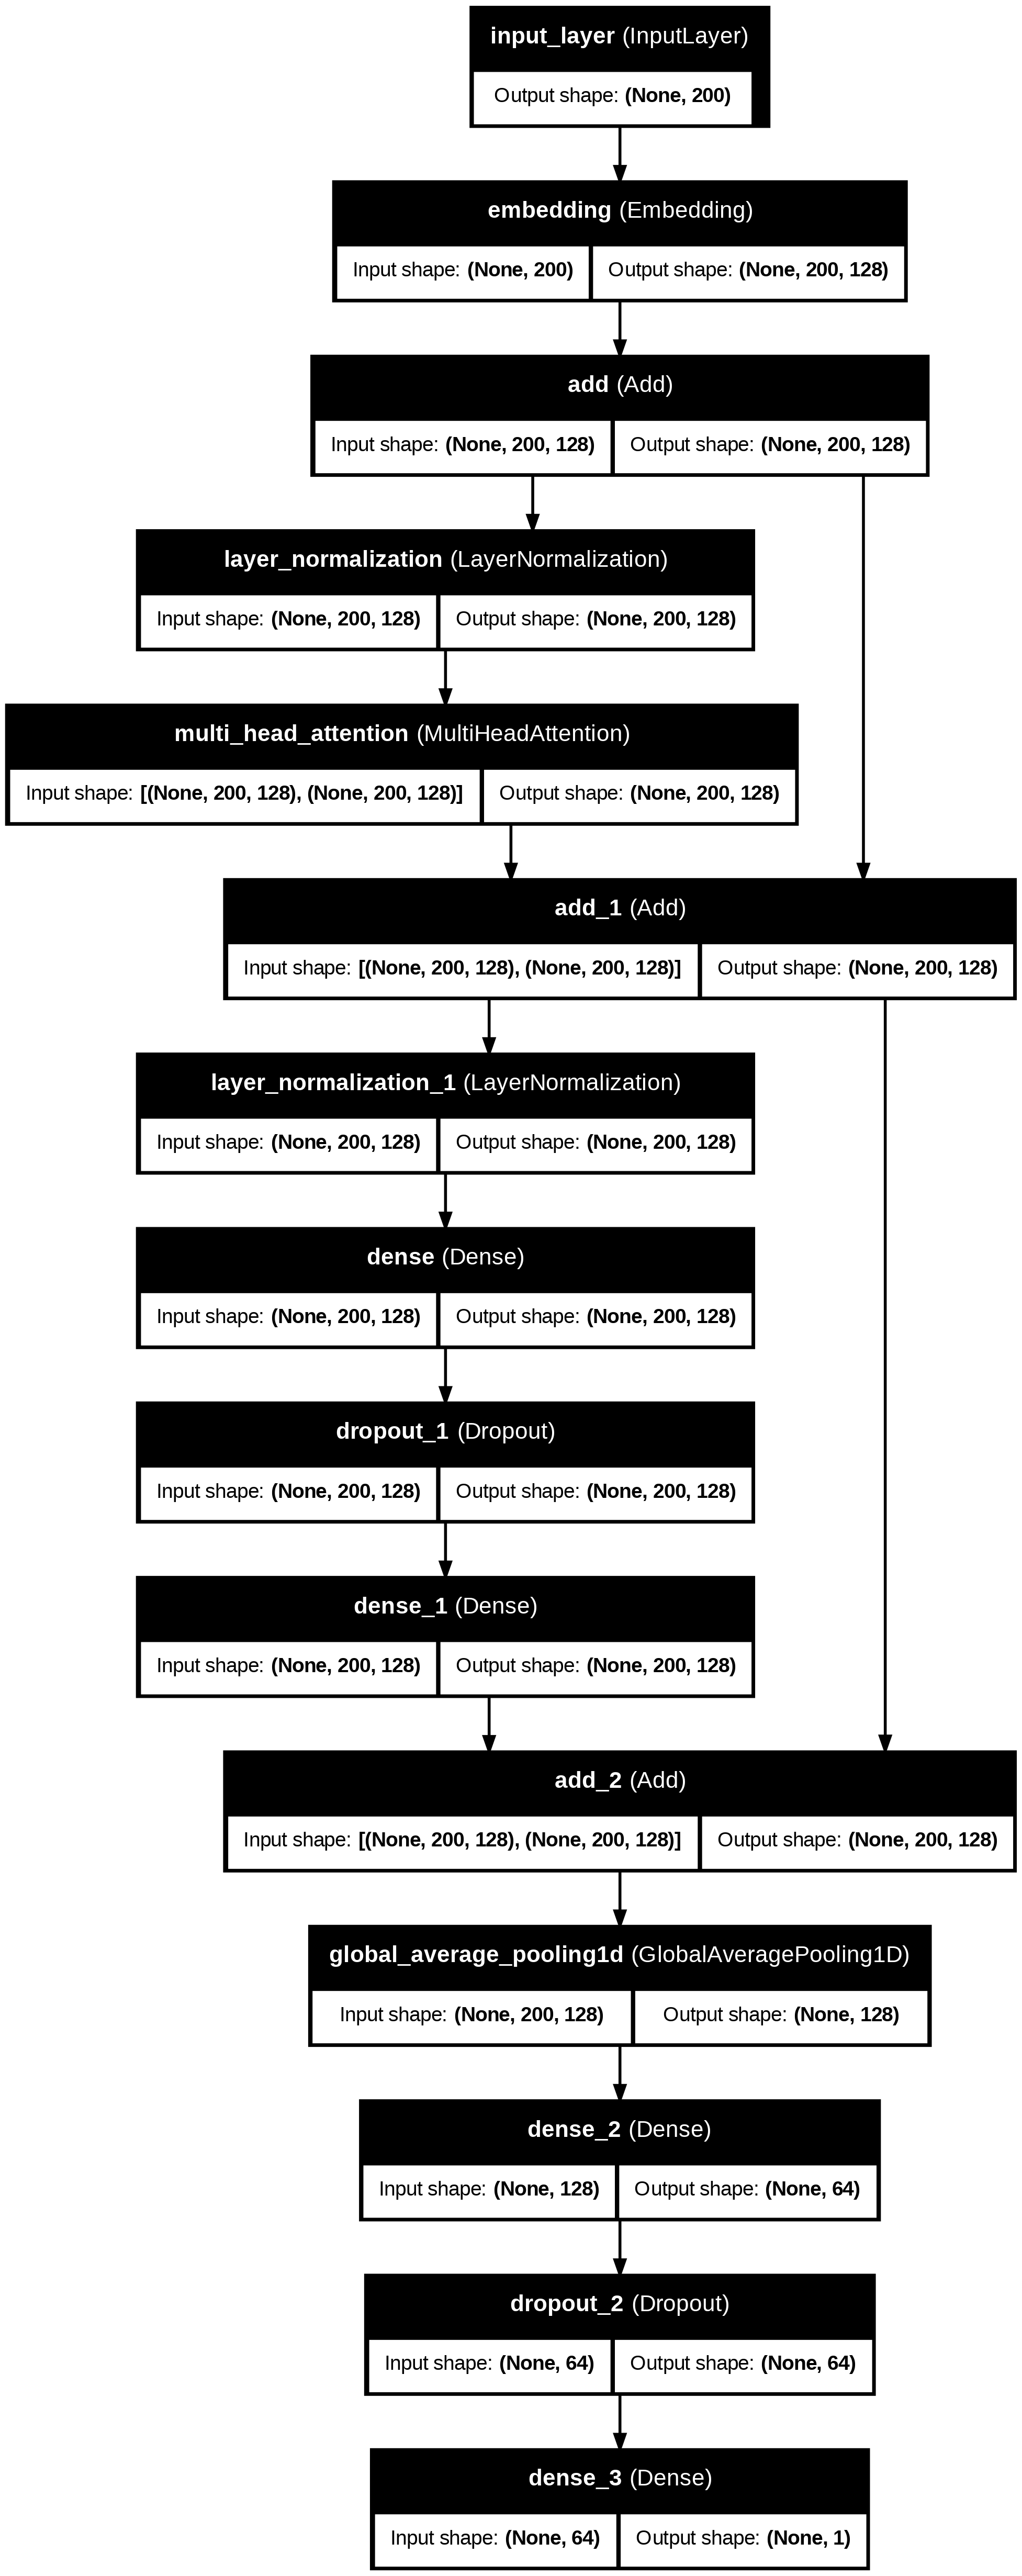 input_layer (InputLayer)
Output shape: (None, 200)
embedding (Embedding)
Input shape: (None, 200) Output shape: (None, 200, 128)
add (Add)
Input shape: (None, 200, 128) Output shape: (None, 200, 128)
layer_normalization (LayerNormalization)
Input shape: (None, 200, 128) Output shape: (None, 200, 128)
multi_head_attention (MultiHeadAttention)
Input shape: [(None, 200, 128), (None, 200, 128)] Output shape: (None, 200, 128)
add_1 (Add)
Input shape: [(None, 200, 128), (None, 200, 128)] Output shape: (None, 200, 128)
layer_normalization_1 (LayerNormalization)
Input shape: (None, 200, 128) Output shape: (None, 200, 128)
dense (Dense)
Input shape: (None, 200, 128) Output shape: (None, 200, 128)
dropout_1 (Dropout)
Input shape: (None, 200, 128) Output shape: (None, 200, 128)
dense_1 (Dense)
Input shape: (None, 200, 128) Output shape: (None, 200, 128)
add_2 (Add)
Input shape: [(None, 200, 128), (None, 200, 128)] Output shape: (None, 200, 128)
global_average_pooling1d (GlobalAveragePooling1D)
Input shape: (None, 200, 128) Output shape: (None, 128)
dense_2 (Dense)
Input shape: (None, 128) Output shape: (None, 64)
dropout_2 (Dropout)
Input shape: (None, 64) Output shape: (None, 64)
dense_3 (Dense)
Input shape: (None, 64) Output shape: (None, 1)